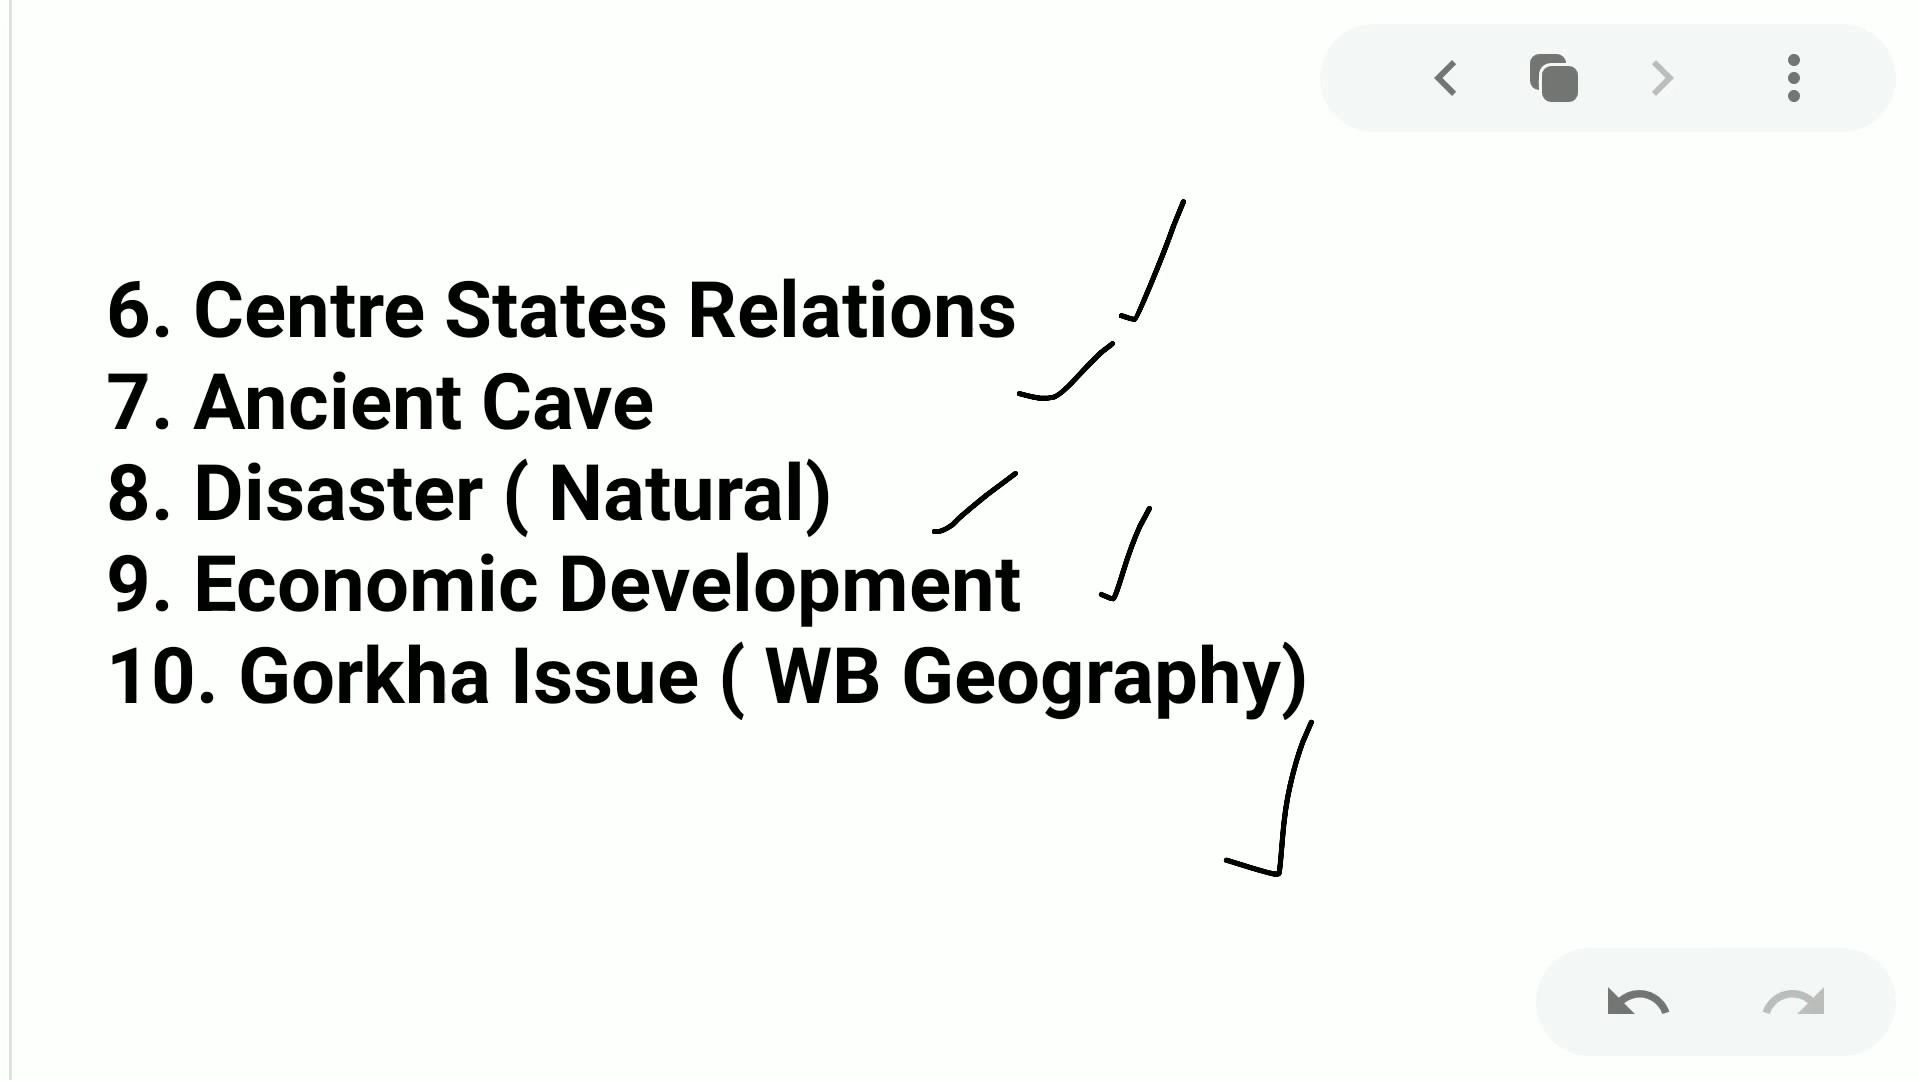 6. Centre States Relations
7. Ancient Cave
8. Disaster ( Natural)
9. Economic Development
10. Gorkha Issue ( WB Geography)